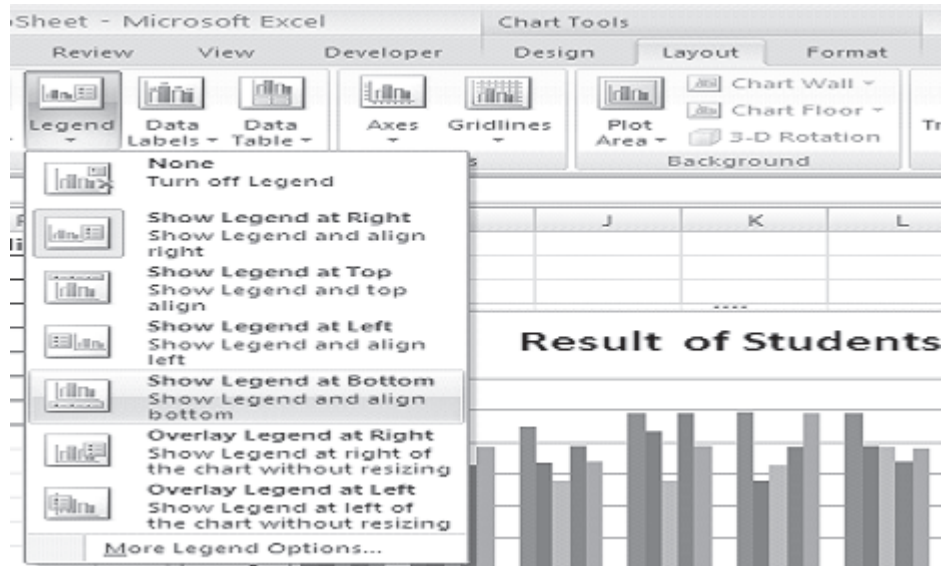 Sheet - Microsoft Excel
Chart Tools
Review View Developer Design Layout Format
Legend
Data Labels
Data Table
Axes
Gridlines
Plot Area
Chart Wall
Chart Floor
3-D Rotation
Background
None
Turn off Legend
Show Legend at Right
Show Legend and align
right
Show Legend at Top
Show Legend and top
align
Show Legend at Left
Show Legend and align
left
Show Legend at Bottom
Show Legend and align
bottom
Overlay Legend at Right
Show Legend at right of
the chart without resizing
Overlay Legend at Left
Show Legend at left of
the chart without resizing
More Legend Options...
J K L
Result of Students